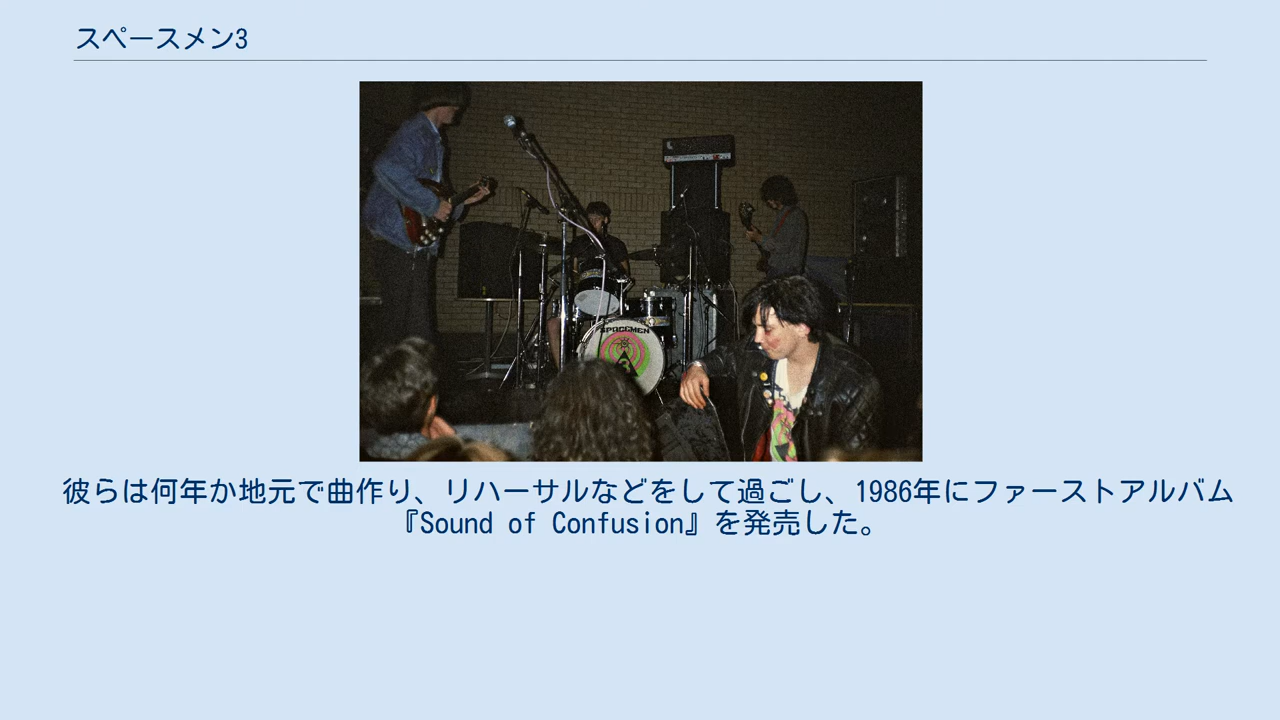 スペースメン3
SPACEMEN
3
彼らは何年か地元で曲作り、リハーサルなどをして過ごし、1986年にファーストアルバム
『Sound of Confusion』を発売した。